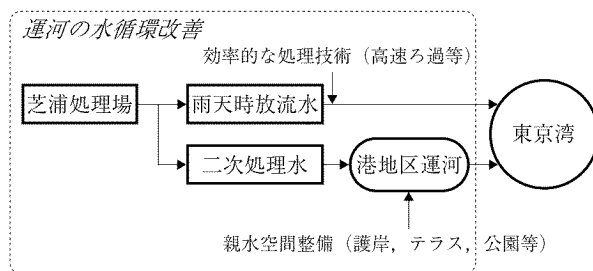 運河の水循環改善
効率的な処理技術（高速ろ過等）
芝浦処理場
雨天時放流水
東京湾
二次処理水
港地区運河
親水空間整備（護岸，テラス，公園等）